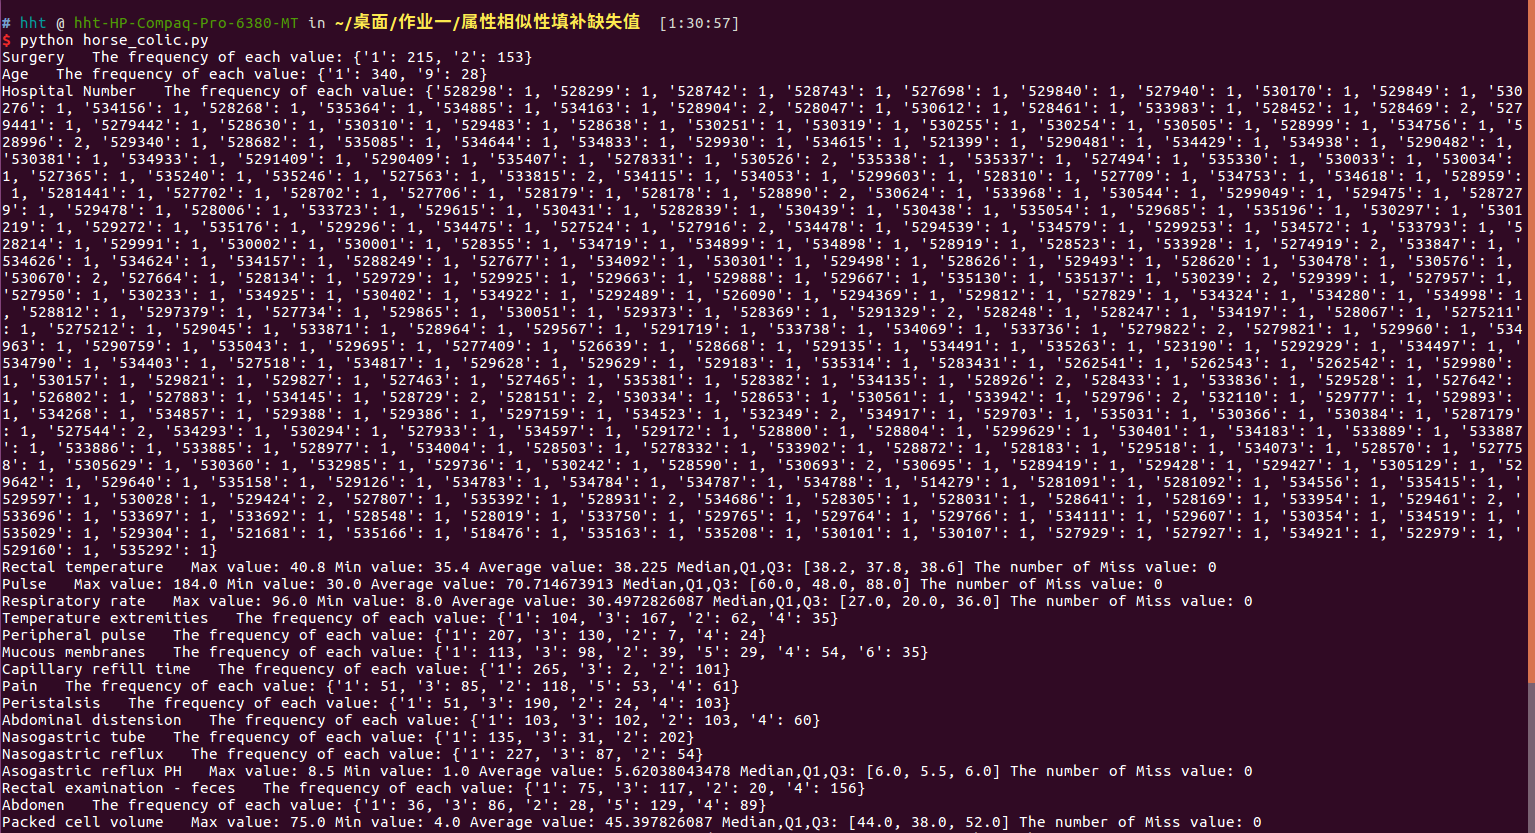 # hht @ hht-HP-Compaq-Pro-6380-MT in ~/桌面/作业一/属性相似性填补缺失值 [1:30:57]
$ python horse_colic.py
Surgery   The frequency of each value: {'1': 215, '2': 153}
Age   The frequency of each value: {'1': 340, '9': 28}
Hospital Number   The frequency of each value: {'528298': 1, '528299': 1, '528742': 1, '528743': 1, '527698': 1, '529840': 1, '527940': 1, '530170': 1, '529849': 1, '530
276': 1, '534156': 1, '528268': 1, '535364': 1, '534885': 1, '534163': 1, '528904': 2, '528047': 1, '530612': 1, '528461': 1, '533983': 1, '528452': 1, '528469': 2, '527
9441': 1, '5279442': 1, '528630': 1, '530310': 1, '529483': 1, '528638': 1, '530251': 1, '530319': 1, '530255': 1, '530254': 1, '530505': 1, '528999': 1, '534756': 1, '5
28996': 2, '529340': 1, '528682': 1, '535085': 1, '534644': 1, '534833': 1, '529930': 1, '534615': 1, '521399': 1, '5290481': 1, '534429': 1, '534938': 1, '5290482': 1,
'530381': 1, '534933': 1, '5291409': 1, '5290409': 1, '535407': 1, '5278331': 1, '530526': 2, '535338': 1, '535337': 1, '527494': 1, '535330': 1, '530033': 1, '530034':
1, '527365': 1, '535240': 1, '535246': 1, '527563': 1, '533815': 2, '534115': 1, '534053': 1, '5299603': 1, '528310': 1, '527709': 1, '534753': 1, '534618': 1, '528959':
 1, '5281441': 1, '527702': 1, '528702': 1, '527706': 1, '528179': 1, '528178': 1, '528890': 2, '530624': 1, '533968': 1, '530544': 1, '5299049': 1, '529475': 1, '528727
9': 1, '529478': 1, '528006': 1, '533723': 1, '529615': 1, '530431': 1, '5282839': 1, '530439': 1, '530438': 1, '535054': 1, '529685': 1, '535196': 1, '530297': 1, '5301
219': 1, '529272': 1, '535176': 1, '529296': 1, '534475': 1, '527524': 1, '527916': 2, '534478': 1, '5294539': 1, '534579': 1, '5299253': 1, '534572': 1, '533793': 1, '5
28214': 1, '529991': 1, '530002': 1, '530001': 1, '528355': 1, '534719': 1, '534899': 1, '534898': 1, '528919': 1, '528523': 1, '533928': 1, '5274919': 2, '533847': 1, '
534626': 1, '534624': 1, '534157': 1, '5288249': 1, '527677': 1, '534092': 1, '530301': 1, '529498': 1, '528626': 1, '529493': 1, '528620': 1, '530478': 1, '530576': 1,
'530670': 2, '527664': 1, '528134': 1, '529729': 1, '529925': 1, '529663': 1, '529888': 1, '529667': 1, '535130': 1, '535137': 1, '530239': 2, '529399': 1, '527957': 1,
'527950': 1, '530233': 1, '534925': 1, '530402': 1, '534922': 1, '5292489': 1, '526090': 1, '5294369': 1, '529812': 1, '527829': 1, '534324': 1, '534280': 1, '534998': 1
, '528812': 1, '5297379': 1, '527734': 1, '529865': 1, '530051': 1, '529373': 1, '528369': 1, '5291329': 2, '528248': 1, '528247': 1, '534197': 1, '528067': 1, '5275211'
: 1, '5275212': 1, '529045': 1, '533871': 1, '528964': 1, '529567': 1, '5291719': 1, '533738': 1, '534069': 1, '533736': 1, '5279822': 2, '5279821': 1, '529960': 1, '534
963': 1, '5290759': 1, '535043': 1, '529695': 1, '5277409': 1, '526639': 1, '528668': 1, '529135': 1, '534491': 1, '535263': 1, '523190': 1, '5292929': 1, '534497': 1, '
534790': 1, '534403': 1, '527518': 1, '534817': 1, '529628': 1, '529629': 1, '529183': 1, '535314': 1, '5283431': 1, '5262541': 1, '5262543': 1, '5262542': 1, '529980':
1, '530157': 1, '529821': 1, '529827': 1, '527463': 1, '527465': 1, '535381': 1, '528382': 1, '534135': 1, '528926': 2, '528433': 1, '533836': 1, '529528': 1, '527642':
1, '526802': 1, '527883': 1, '534145': 1, '528729': 2, '528151': 2, '530334': 1, '528653': 1, '530561': 1, '533942': 1, '529796': 2, '532110': 1, '529777': 1, '529893':
1, '534268': 1, '534857': 1, '529388': 1, '529386': 1, '5297159': 1, '534523': 1, '532349': 2, '534917': 1, '529703': 1, '535031': 1, '530366': 1, '530384': 1, '5287179'
: 1, '527544': 2, '534293': 1, '530294': 1, '527933': 1, '534597': 1, '529172': 1, '528800': 1, '528804': 1, '5299629': 1, '530401': 1, '534183': 1, '533889': 1, '533887
': 1, '533886': 1, '533885': 1, '528977': 1, '534004': 1, '528503': 1, '5278332': 1, '533902': 1, '528872': 1, '528183': 1, '529518': 1, '534073': 1, '528570': 1, '52775
8': 1, '5305629': 1, '530360': 1, '532985': 1, '529736': 1, '530242': 1, '528590': 1, '530693': 2, '530695': 1, '5289419': 1, '529428': 1, '529427': 1, '5305129': 1, '52
9642': 1, '529640': 1, '535158': 1, '529126': 1, '534783': 1, '534784': 1, '534787': 1, '534788': 1, '514279': 1, '5281091': 1, '5281092': 1, '534556': 1, '535415': 1, '
529597': 1, '530028': 1, '529424': 2, '527807': 1, '535392': 1, '528931': 2, '534686': 1, '528305': 1, '528031': 1, '528641': 1, '528169': 1, '533954': 1, '529461': 2, '
533696': 1, '533697': 1, '533692': 1, '528548': 1, '528019': 1, '533750': 1, '529765': 1, '529764': 1, '529766': 1, '534111': 1, '529607': 1, '530354': 1, '534519': 1, '
535029': 1, '529304': 1, '521681': 1, '535166': 1, '518476': 1, '535163': 1, '535208': 1, '530101': 1, '530107': 1, '527929': 1, '527927': 1, '534921': 1, '522979': 1, '
529160': 1, '535292': 1}
Rectal temperature   Max value: 40.8 Min value: 35.4 Average value: 38.225 Median,Q1,Q3: [38.2, 37.8, 38.6] The number of Miss value: 0
Pulse   Max value: 184.0 Min value: 30.0 Average value: 70.714673913 Median,Q1,Q3: [60.0, 48.0, 88.0] The number of Miss value: 0
Respiratory rate   Max value: 96.0 Min value: 8.0 Average value: 30.4972826087 Median,Q1,Q3: [27.0, 20.0, 36.0] The number of Miss value: 0
Temperature extremities   The frequency of each value: {'1': 104, '3': 167, '2': 62, '4': 35}
Peripheral pulse   The frequency of each value: {'1': 207, '3': 130, '2': 7, '4': 24}
Mucous membranes   The frequency of each value: {'1': 113, '3': 98, '2': 39, '5': 29, '4': 54, '6': 35}
Capillary refill time   The frequency of each value: {'1': 265, '3': 2, '2': 101}
Pain   The frequency of each value: {'1': 51, '3': 85, '2': 118, '5': 53, '4': 61}
Peristalsis   The frequency of each value: {'1': 51, '3': 190, '2': 24, '4': 103}
Abdominal distension   The frequency of each value: {'1': 103, '3': 102, '2': 103, '4': 60}
Nasogastric tube   The frequency of each value: {'1': 135, '3': 31, '2': 202}
Nasogastric reflux   The frequency of each value: {'1': 227, '3': 87, '2': 54}
Asogastric reflux PH   Max value: 8.5 Min value: 1.0 Average value: 5.62038043478 Median,Q1,Q3: [6.0, 5.5, 6.0] The number of Miss value: 0
Rectal examination - feces   The frequency of each value: {'1': 75, '3': 117, '2': 20, '4': 156}
Abdomen   The frequency of each value: {'1': 36, '3': 86, '2': 28, '5': 129, '4': 89}
Packed cell volume   Max value: 75.0 Min value: 4.0 Average value: 45.397826087 Median,Q1,Q3: [44.0, 38.0, 52.0] The number of Miss value: 0